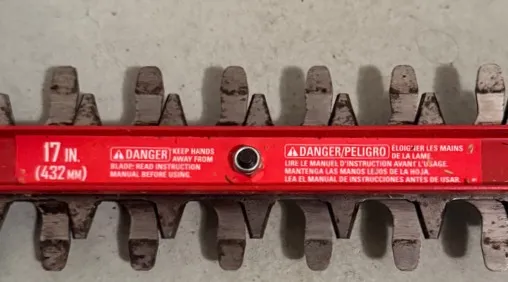 17 IN.
(432 MM)
DANGER KEEP HANDS
AWAY FROM
BLADE. READ INSTRUCTION
MANUAL BEFORE USING.
DANGER/PELIGRO ÉLOIGNER LES MAINS
DE LA LAME.
LIRE LE MANUEL D'INSTRUCTION AVANT L'USAGE.
MANTENGA LAS MANOS LEJOS DE LA HOJA.
LEA EL MANUAL DE INSTRUCCIONES ANTES DE USAR.